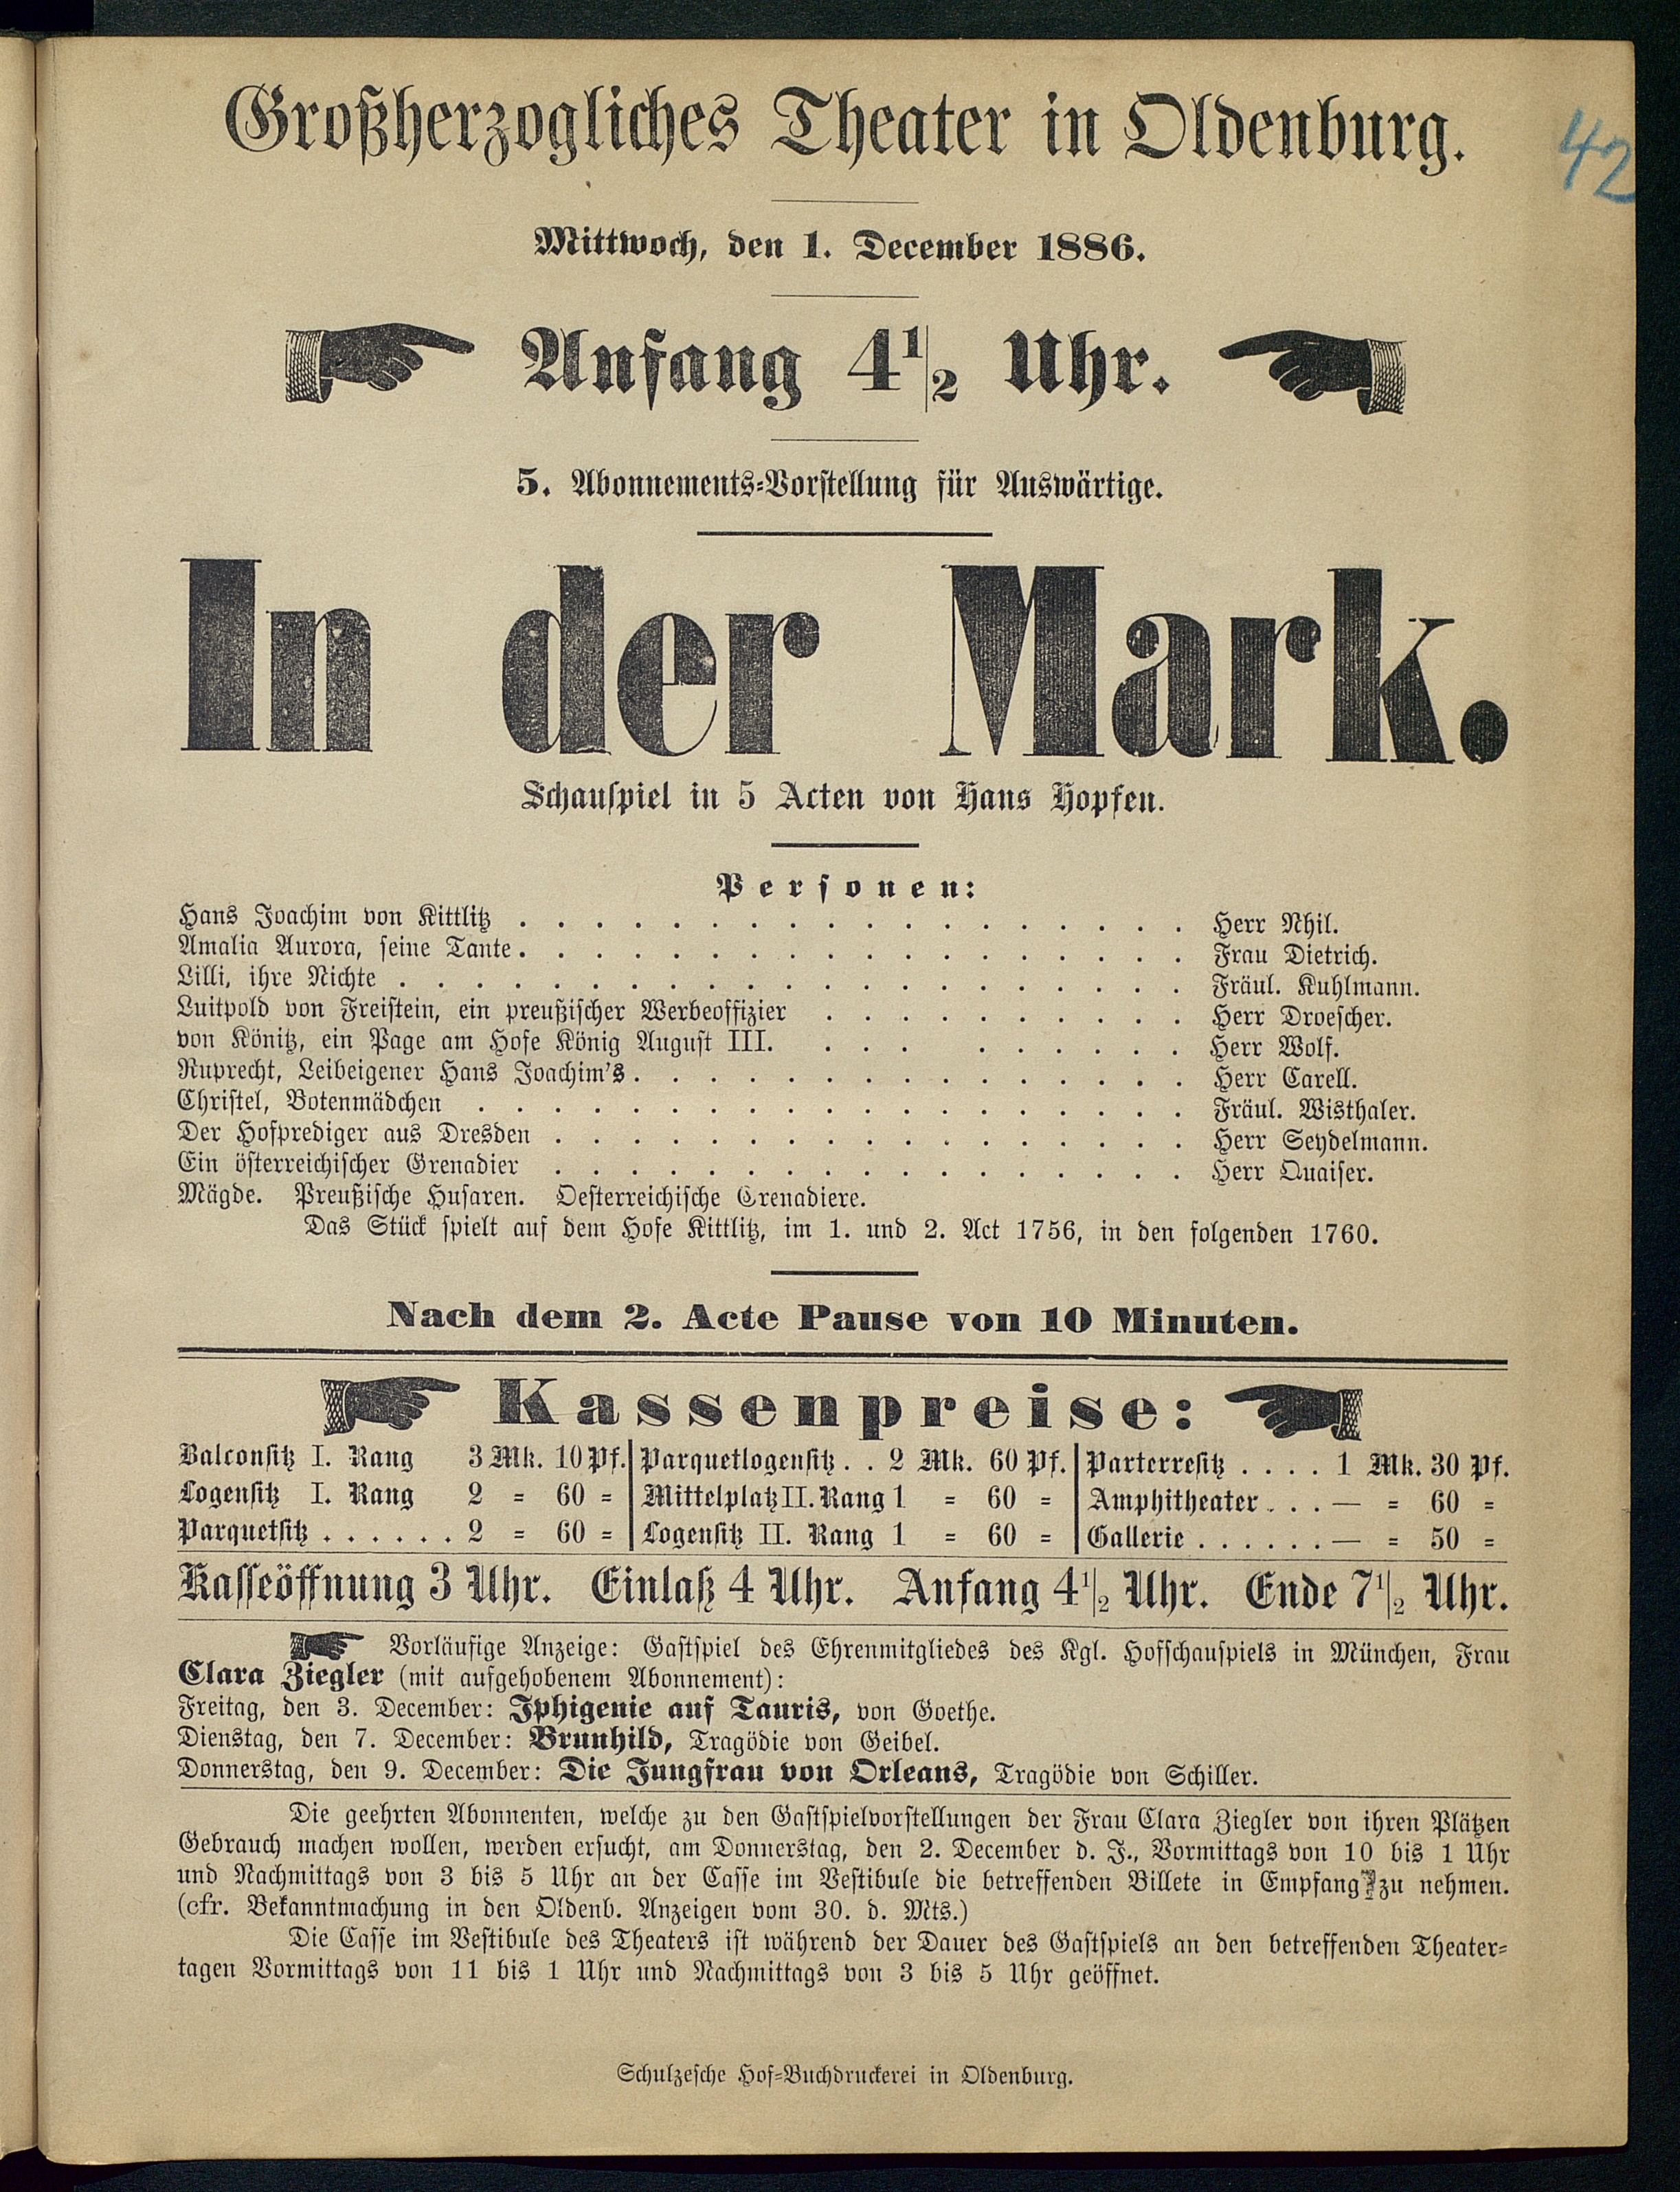 Großherzogliches Theater in Oldenburg.
42
Mittwoch, den 1. December 1886.
Anfang 4 1/2 Uhr.
5. Abonnements-Vorstellung für Auswärtige.
In der Mark.
Schauspiel in 5 Acten von Hans Hopfen.
Personen:
Hans Joachim von Kittlitz . . . . . . . . . . . . . . . . . . Herr Rhil.
Amalia Aurora, seine Tante . . . . . . . . . . . . . . . . . . Frau Dietrich.
Lilli, ihre Nichte . . . . . . . . . . . . . . . . . . . . . Fräul. Kuhlmann.
Luitpold von Freistein, ein preußischer Werbeoffizier . . . . . . . . . . Herr Droescher.
von Könitz, ein Page am Hofe König August III. . . . . . . . . . Herr Wolf.
Ruprecht, Leibeigener Hans Joachim's . . . . . . . . . . . . . . . Herr Carell.
Christel, Botenmädchen . . . . . . . . . . . . . . . . . . . Fräul. Wisthaler.
Der Hofprediger aus Dresden . . . . . . . . . . . . . . . . . Herr Seydelmann.
Ein österreichischer Grenadier . . . . . . . . . . . . . . . . . Herr Quaiser.
Mägde. Preußische Husaren. Oesterreichische Grenadiere.
Das Stück spielt auf dem Hofe Kittlitz, im 1. und 2. Act 1756, in den folgenden 1760.
Nach dem 2. Acte Pause von 10 Minuten.
Kassenpreise:
Balconsitz I. Rang 3 Mk. 10 Pf. Parquetlogensitz . . 2 Mk. 60 Pf. Parterresitz . . . . 1 Mk. 30 Pf.
Logensitz I. Rang 2 = 60 = Mittelplatz II. Rang 1 = 60 = Amphitheater . . . — = 60 =
Parquetsitz . . . . . . 2 = 60 = Logensitz II. Rang 1 = 60 = Gallerie . . . . . . — = 50 =
Kasseöffnung 3 Uhr. Einlaß 4 Uhr. Anfang 4 1/2 Uhr. Ende 7 1/2 Uhr.
Vorläufige Anzeige: Gastspiel des Ehrenmitgliedes des Kgl. Hofschauspiels in München, Frau
Clara Ziegler (mit aufgehobenem Abonnement):
Freitag, den 3. December: Iphigenie auf Tauris, von Goethe.
Dienstag, den 7. December: Brunhild, Tragödie von Geibel.
Donnerstag, den 9. December: Die Jungfrau von Orleans, Tragödie von Schiller.
Die geehrten Abonnenten, welche zu den Gastspielvorstellungen der Frau Clara Ziegler von ihren Plätzen
Gebrauch machen wollen, werden ersucht, am Donnerstag, den 2. December d. J., Vormittags von 10 bis 1 Uhr
und Nachmittags von 3 bis 5 Uhr an der Casse im Vestibule die betreffenden Billete in Empfang zu nehmen.
(cfr. Bekanntmachung in den Oldenb. Anzeigen vom 30. d. Mts.)
Die Casse im Vestibule des Theaters ist während der Dauer des Gastspiels an den betreffenden Theater-
tagen Vormittags von 11 bis 1 Uhr und Nachmittags von 3 bis 5 Uhr geöffnet.
Schulzesche Hof-Buchdruckerei in Oldenburg.